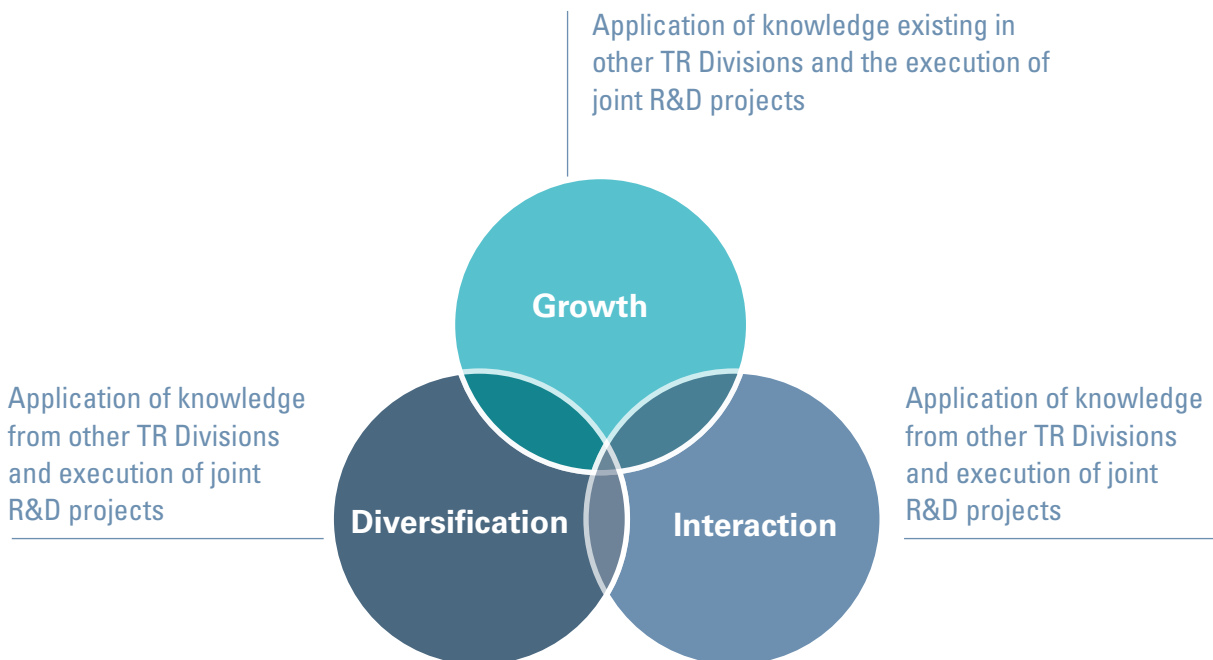 Application of knowledge existing in
other TR Divisions and the execution of
joint R&D projects
Growth
Application of knowledge
from other TR Divisions
and execution of joint
R&D projects
Diversification
Interaction
Application of knowledge
from other TR Divisions
and execution of joint
R&D projects